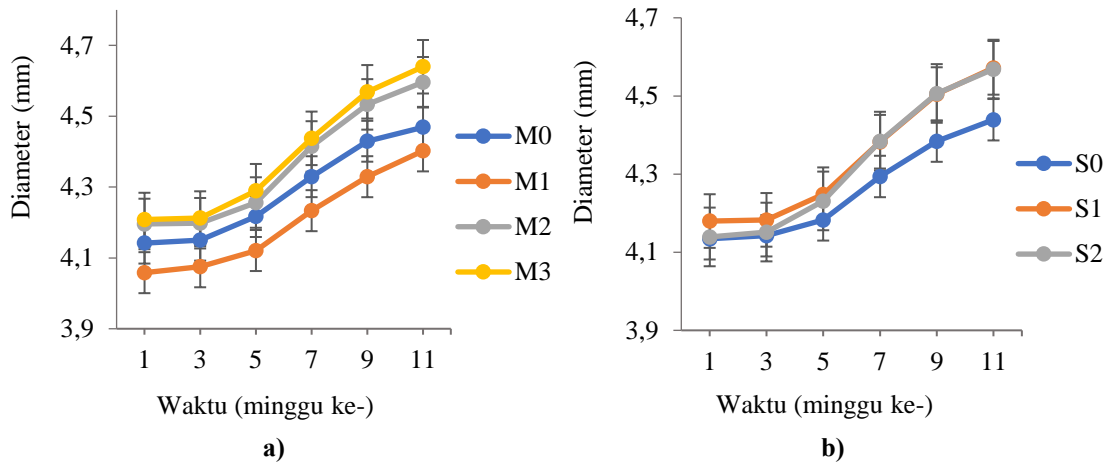 Diameter (mm)
4,7
4,5
4,3
4,1
3,9
1 3 5 7 9 11
Waktu (minggu ke-)
M0
M1
M2
M3
a)
Diameter (mm)
4,7
4,5
4,3
4,1
3,9
1 3 5 7 9 11
Waktu (minggu ke-)
S0
S1
S2
b)